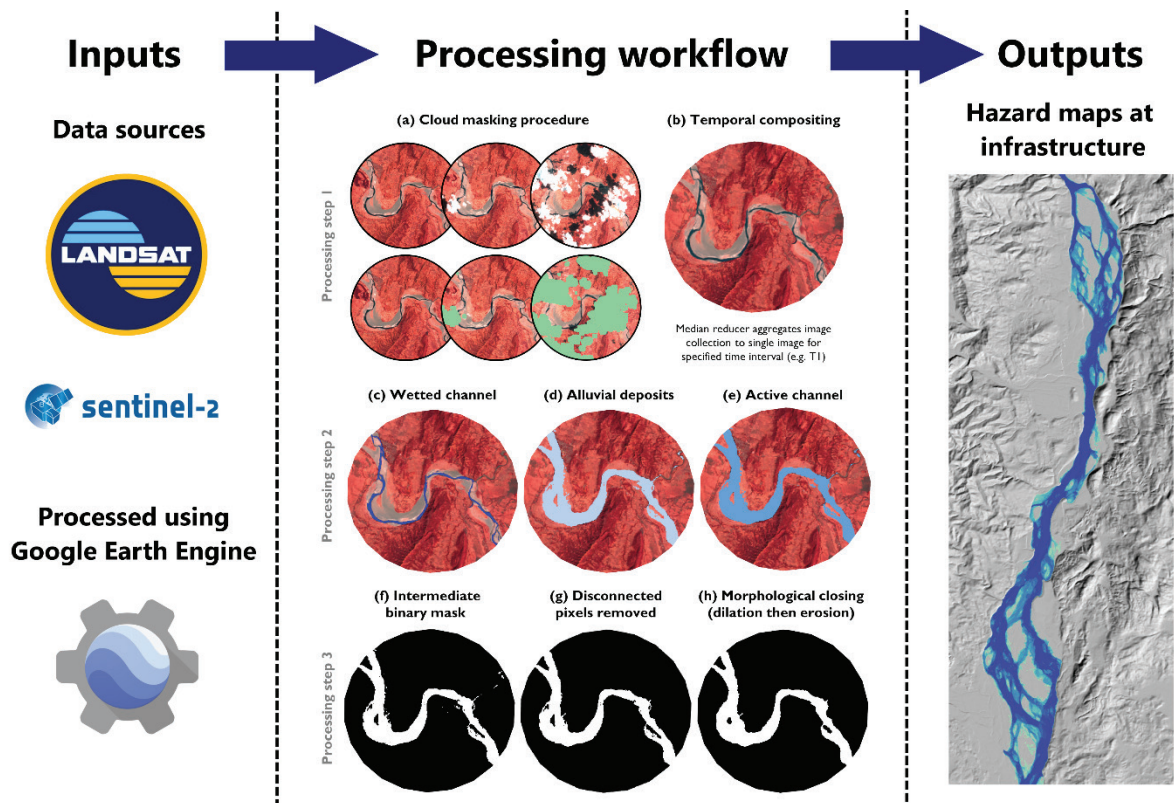 Inputs
Processing workflow
Outputs
Data sources
LANDSAT
sentinel-2
Processed using
Google Earth Engine
Processing step 1
(a) Cloud masking procedure
(b) Temporal compositing
Median reducer aggregates image
collection to single image for
specified time interval (e.g. T1)
Processing step 2
(c) Wetted channel
(d) Alluvial deposits
(e) Active channel
Processing step 3
(f) Intermediate
binary mask
(g) Disconnected
pixels removed
(h) Morphological closing
(dilation then erosion)
Hazard maps at
infrastructure